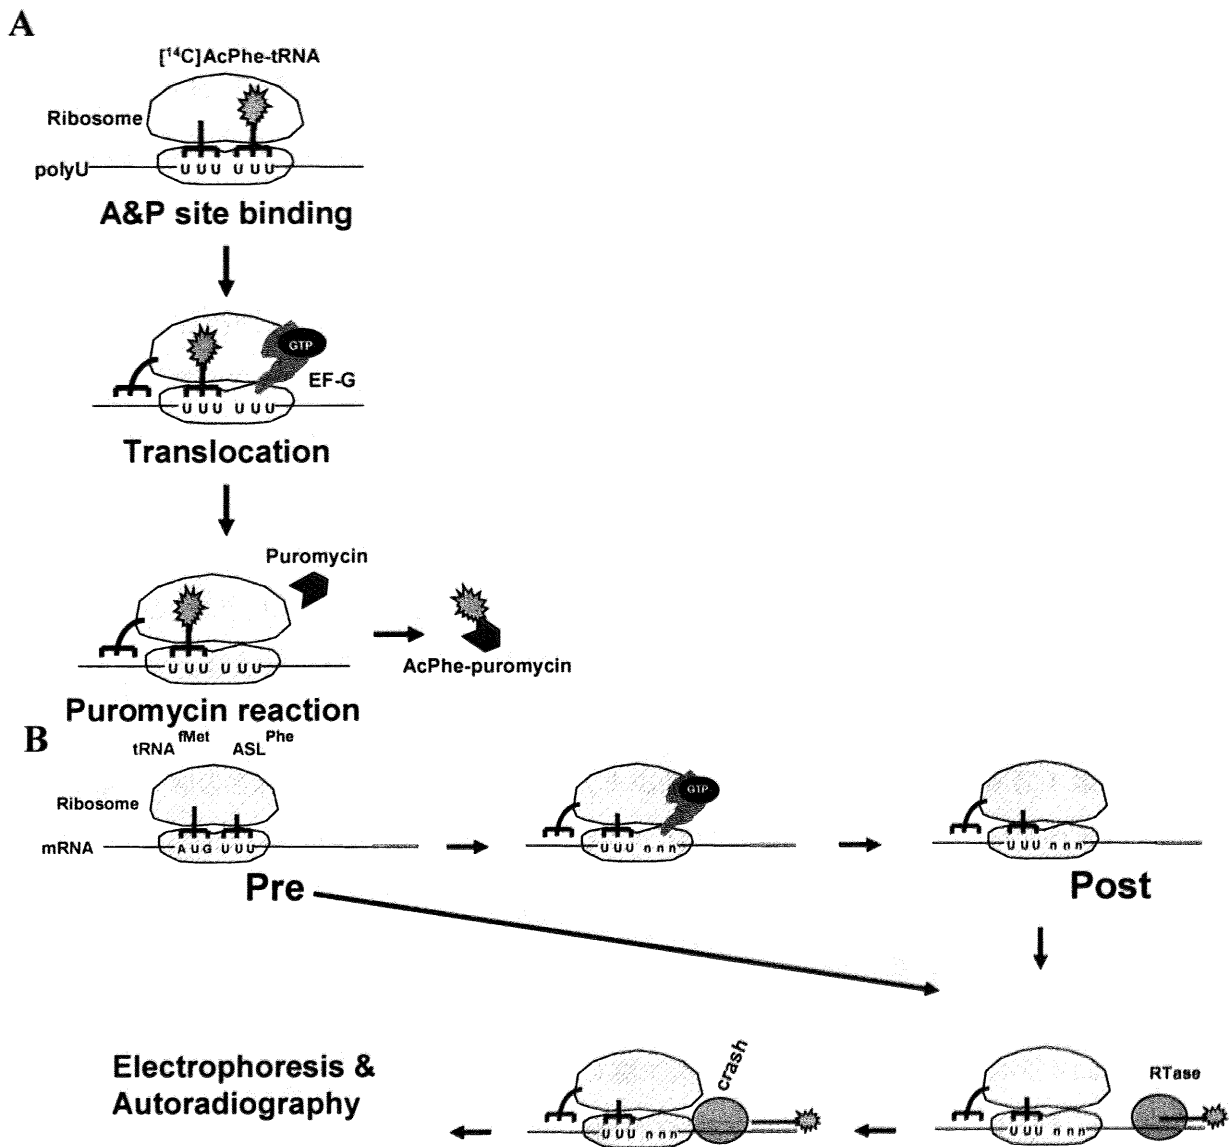 A
[¹⁴C]AcPhe-tRNA
Ribosome
polyU
U U U U U U
A&P site binding
GTP
EF-G
U U U U U U
Translocation
Puromycin
U U U U U U
AcPhe-puromycin
Puromycin reaction
B
tRNA fMet ASL Phe
Ribosome
mRNA
A U G U U U
GTP
U U U n n n
U U U n n n
Pre
Post
Electrophoresis &
Autoradiography
crash
RTase
U U U n n n
U U U n n n